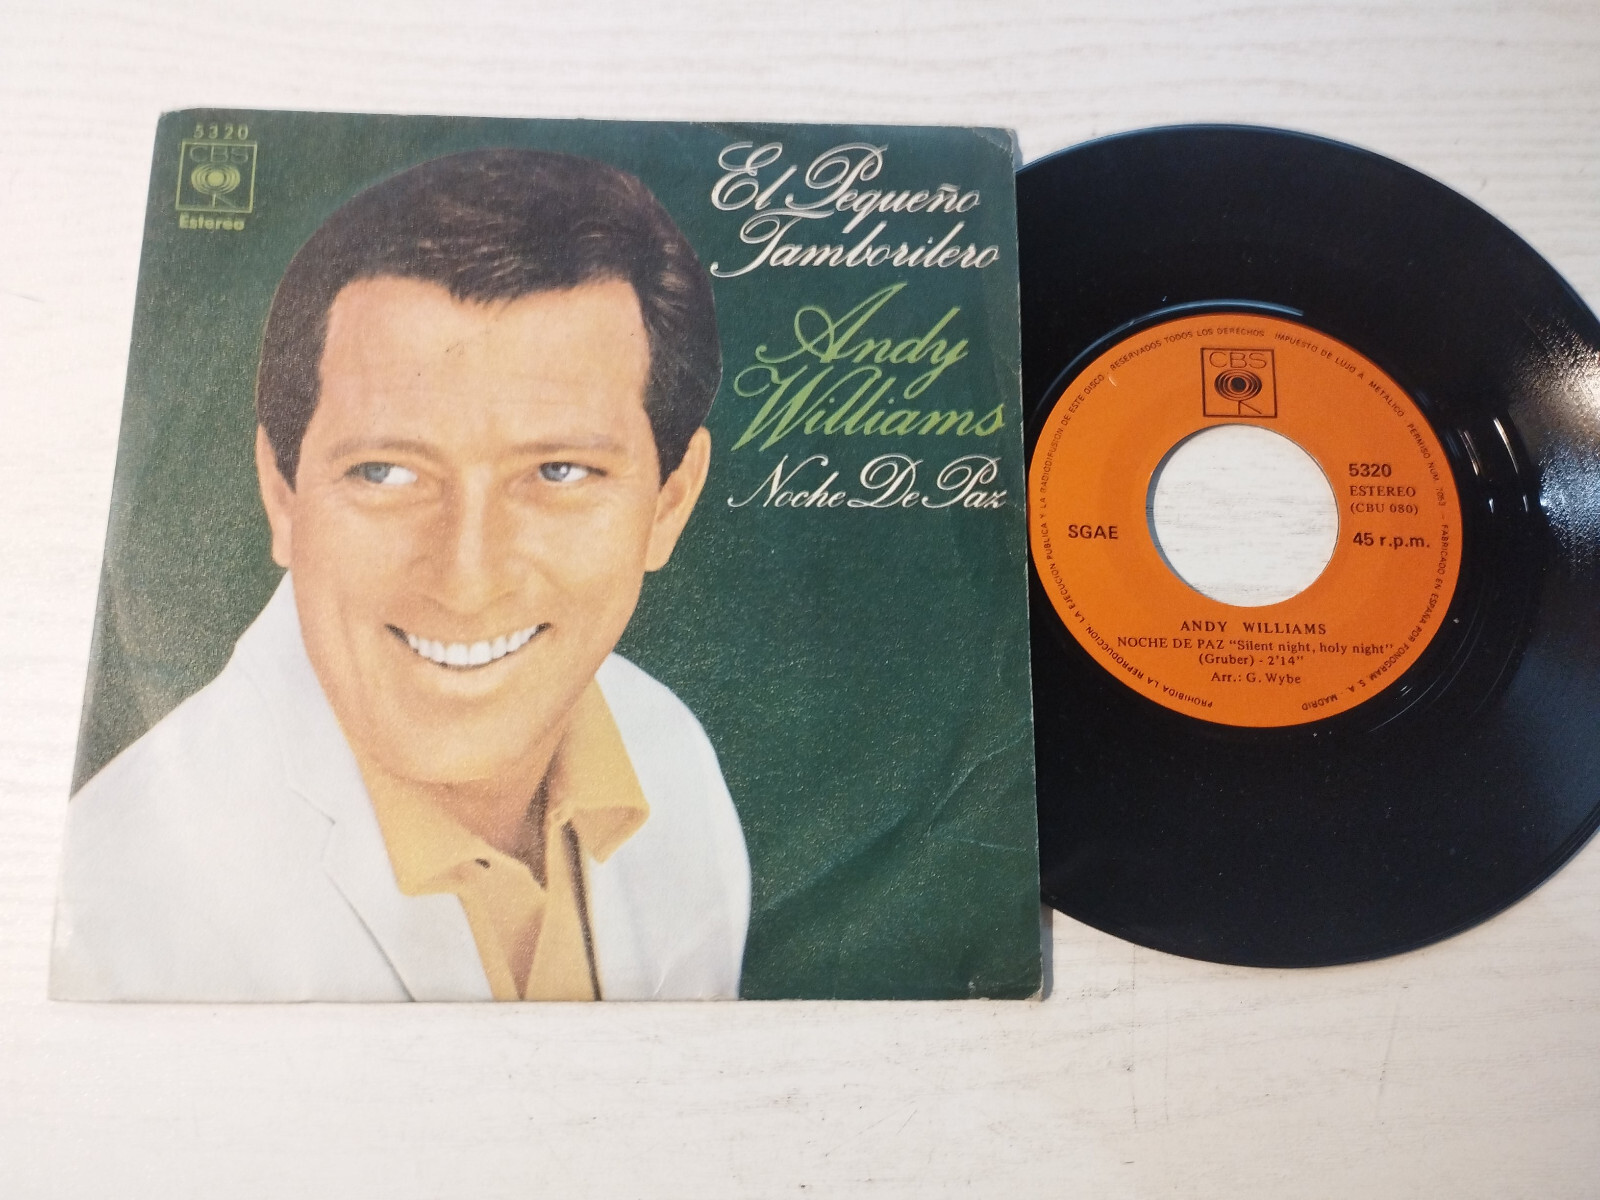 5320
CBS
Estereo
El Pequeño
Tamborilero
Andy
Williams
Noche De Paz
RESERVADOS TODOS LOS DERECHOS IMPUESTO DE LUJO A METALICO PERMISO NUM. 7093 - FABRICADO EN ESPAÑA POR FONOGRAM, S. A. MADRID
PROHIBIDA LA REPRODUCCION, LA EJECUCION PUBLICA Y LA RADIODIFUSION DE ESTE DISCO
CBS
5320
ESTEREO
(CBU 080)
SGAE
45 r.p.m.
ANDY WILLIAMS
NOCHE DE PAZ "Silent night, holy night"
(Gruber) - 2'14"
Arr.: G. Wybe